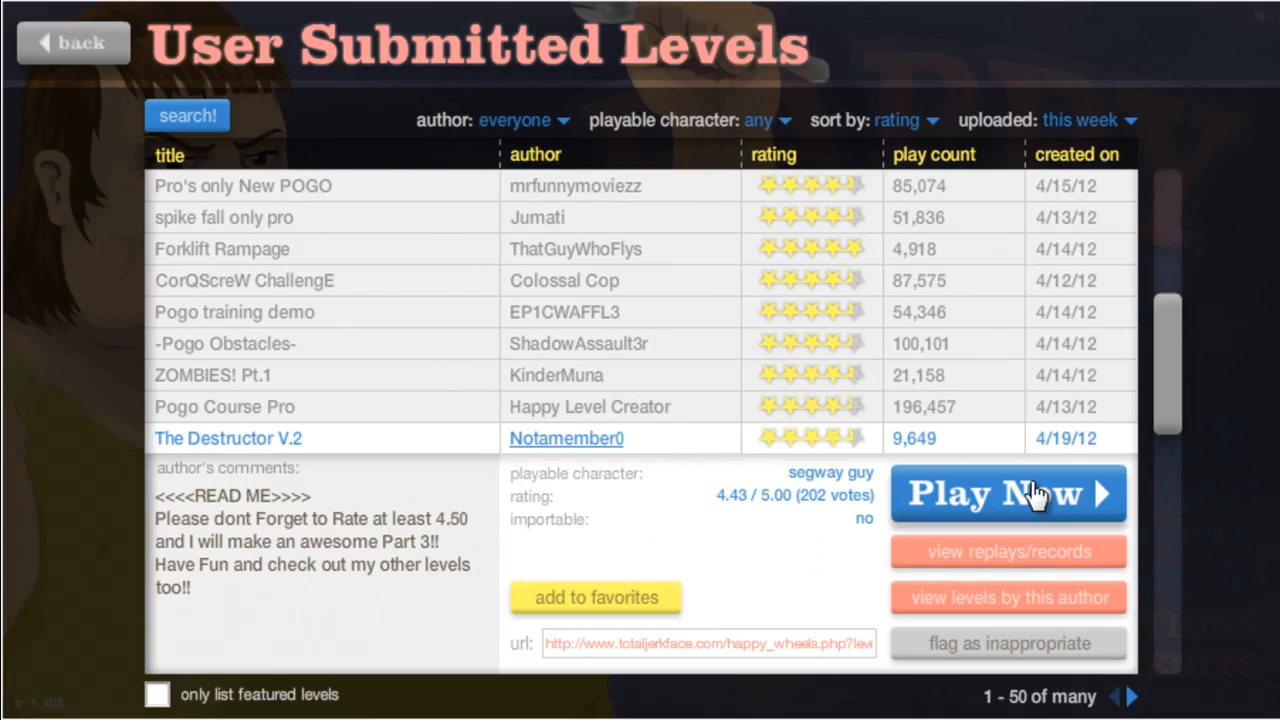 back
User Submitted Levels
search!
author: everyone playable character: any sort by: rating uploaded: this week
title author rating play count created on
Pro's only New POGO mrfunnymoviezz 85,074 4/15/12
spike fall only pro Jumati 51,836 4/13/12
Forklift Rampage ThatGuyWhoFlys 4,918 4/14/12
CorQScreW ChallengE Colossal Cop 87,575 4/12/12
Pogo training demo EP1CWAFFL3 54,346 4/14/12
-Pogo Obstacles- ShadowAssault3r 100,101 4/14/12
ZOMBIES! Pt.1 KinderMuna 21,158 4/14/12
Pogo Course Pro Happy Level Creator 196,457 4/13/12
The Destructor V.2 Notamember0 9,649 4/19/12
author's comments:
<<<<READ ME>>>>
Please dont Forget to Rate at least 4.50
and I will make an awesome Part 3!!
Have Fun and check out my other levels
too!!
playable character: segway guy
rating: 4.43 / 5.00 (202 votes)
importable: no
add to favorites
url: http://www.totaljerkface.com/happy_wheels.php?leve
Play Now
view replays/records
view levels by this author
flag as inappropriate
only list featured levels
1 - 50 of many